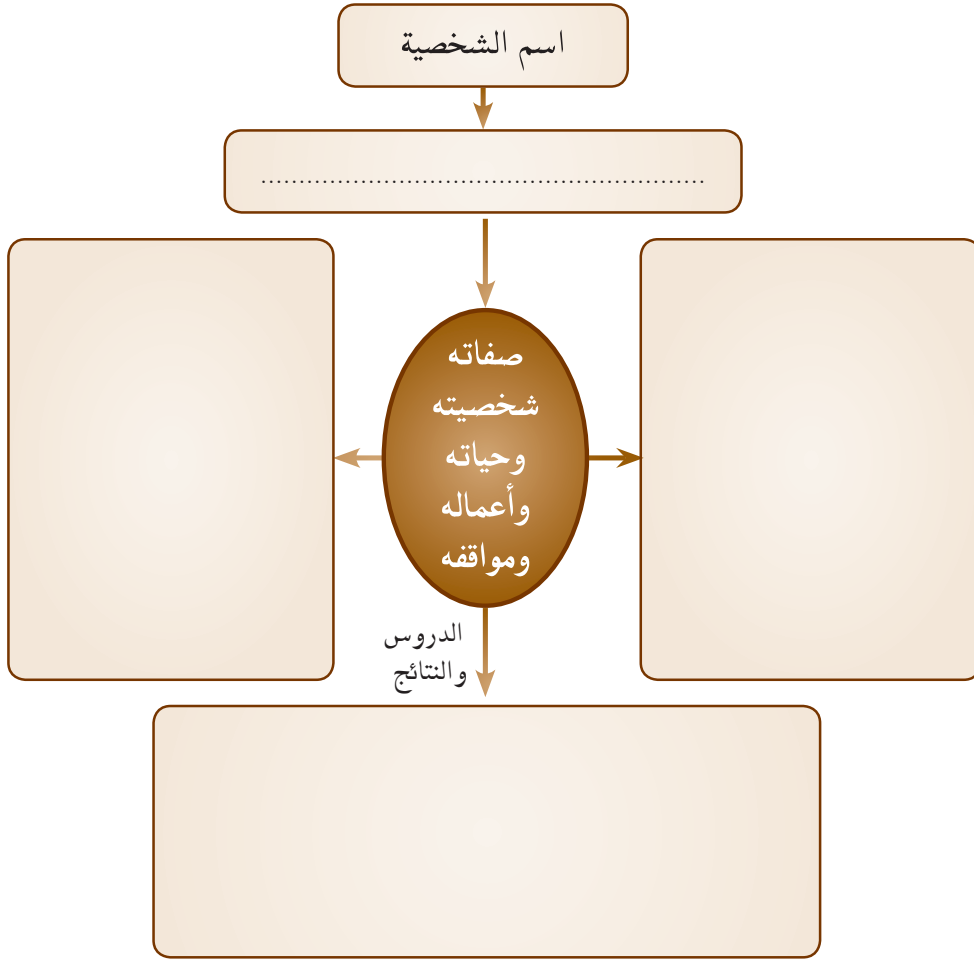 اسم الشخصية
.........................................................
صفاته
شخصيته
وحياته
وأعماله
ومواقفه
الدروس
والنتائج